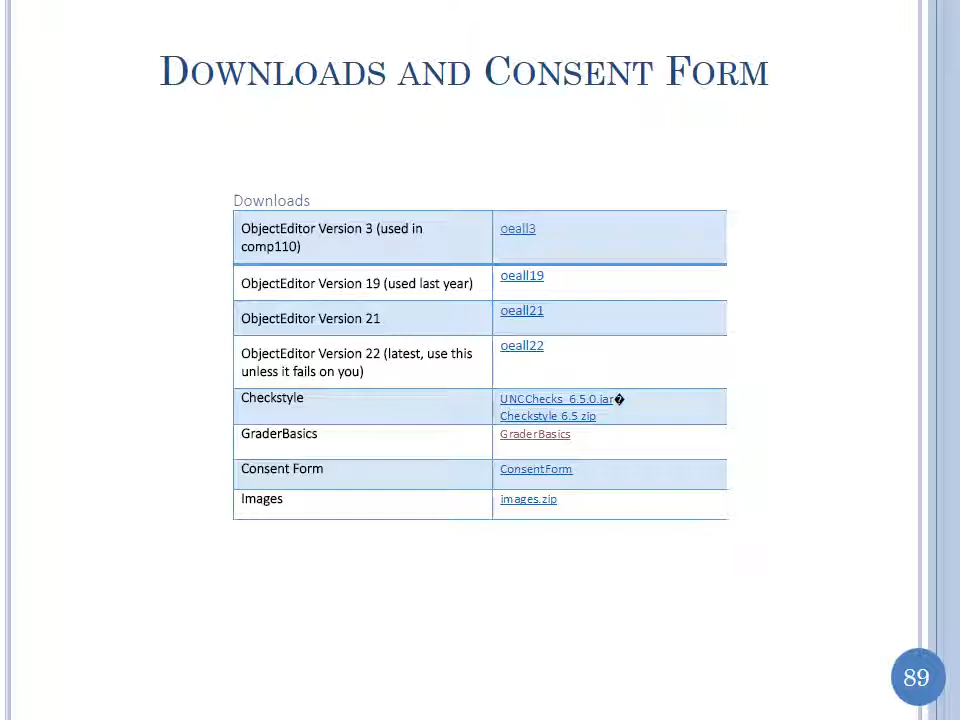 DOWNLOADS AND CONSENT FORM
Downloads
ObjectEditor Version 3 (used in
comp110)
oeall3
ObjectEditor Version 19 (used last year)
oeall19
ObjectEditor Version 21
oeall21
ObjectEditor Version 22 (latest, use this
unless it fails on you)
oeall22
Checkstyle
UNCChecks_6.5.0.jar�
Checkstyle 6.5 zip
GraderBasics
GraderBasics
Consent Form
ConsentForm
Images
images.zip
89